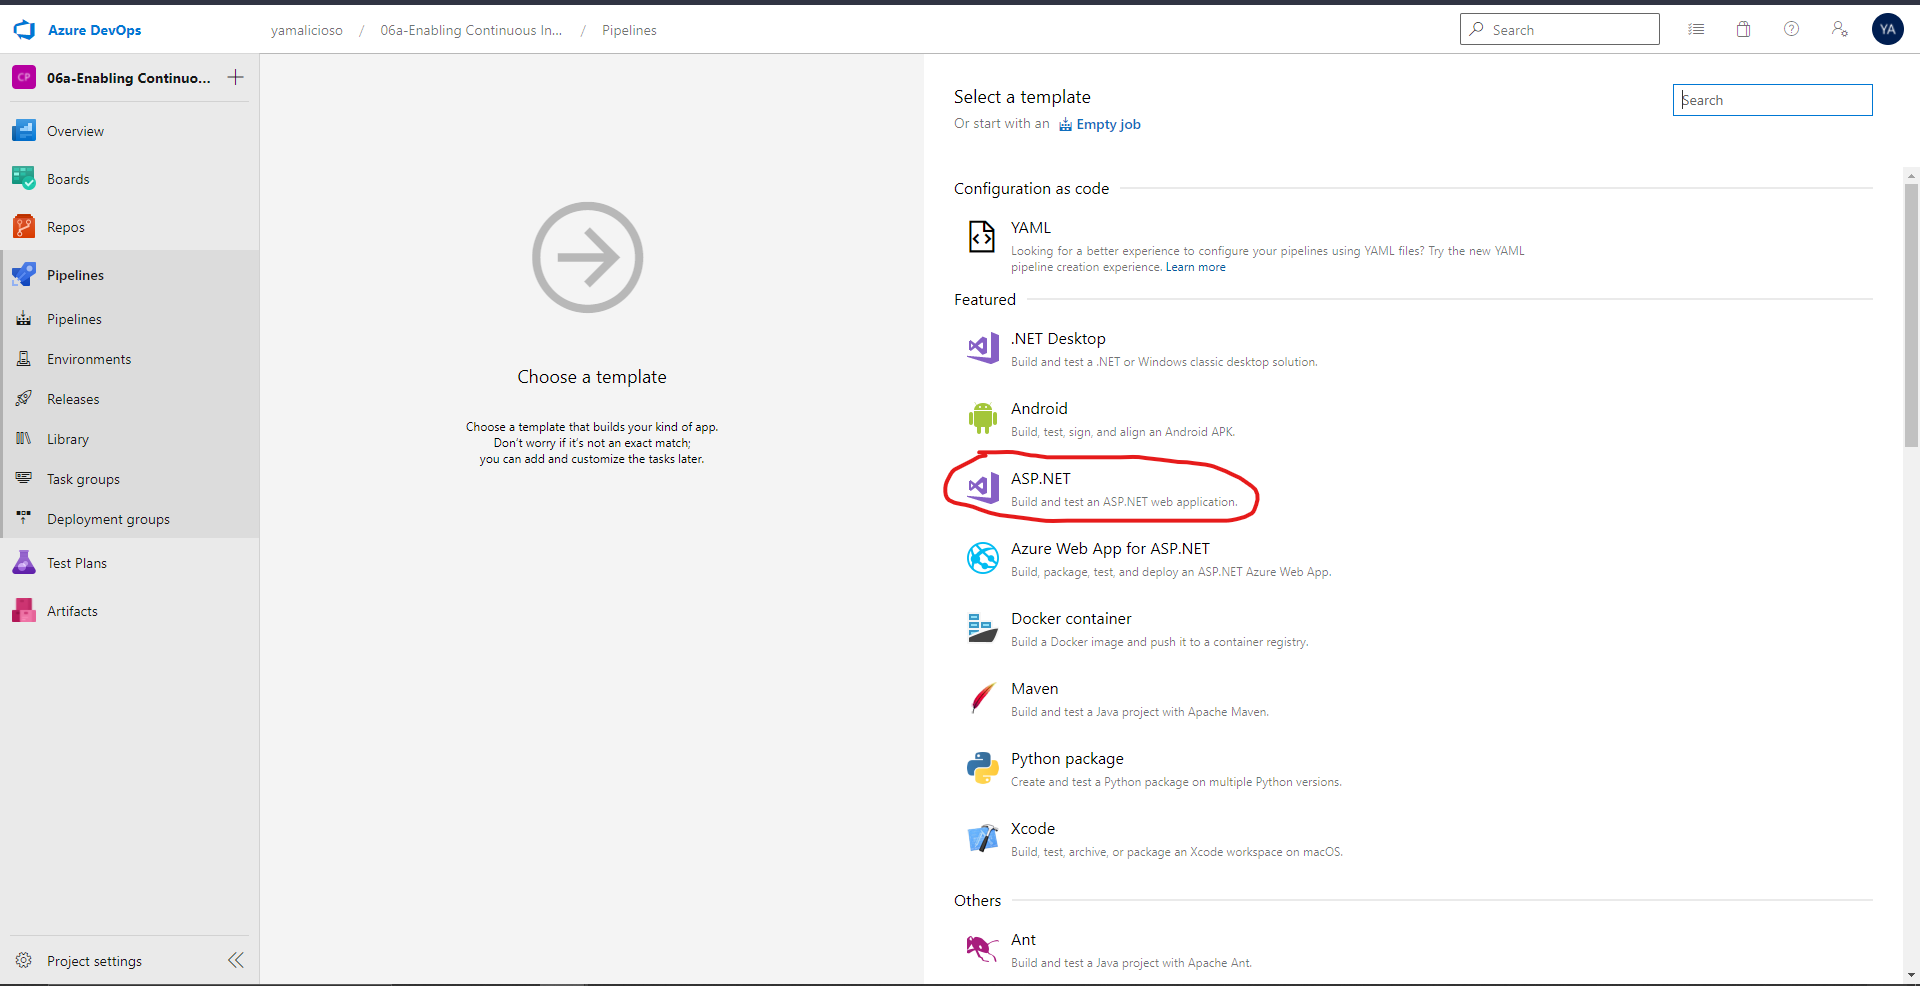 Azure DevOps
yamalicioso / 06a-Enabling Continuous In... / Pipelines
Search
YA
CP
06a-Enabling Continuo...
Overview
Boards
Repos
Pipelines
Pipelines
Environments
Releases
Library
Task groups
Deployment groups
Test Plans
Artifacts
Project settings
Choose a template
Choose a template that builds your kind of app.
Don't worry if it's not an exact match;
you can add and customize the tasks later.
Select a template
Or start with an Empty job
Search
Configuration as code
YAML
Looking for a better experience to configure your pipelines using YAML files? Try the new YAML
pipeline creation experience. Learn more
Featured
.NET Desktop
Build and test a .NET or Windows classic desktop solution.
Android
Build, test, sign, and align an Android APK.
ASP.NET
Build and test an ASP.NET web application.
Azure Web App for ASP.NET
Build, package, test, and deploy an ASP.NET Azure Web App.
Docker container
Build a Docker image and push it to a container registry.
Maven
Build and test a Java project with Apache Maven.
Python package
Create and test a Python package on multiple Python versions.
Xcode
Build, test, archive, or package an Xcode workspace on macOS.
Others
Ant
Build and test a Java project with Apache Ant.